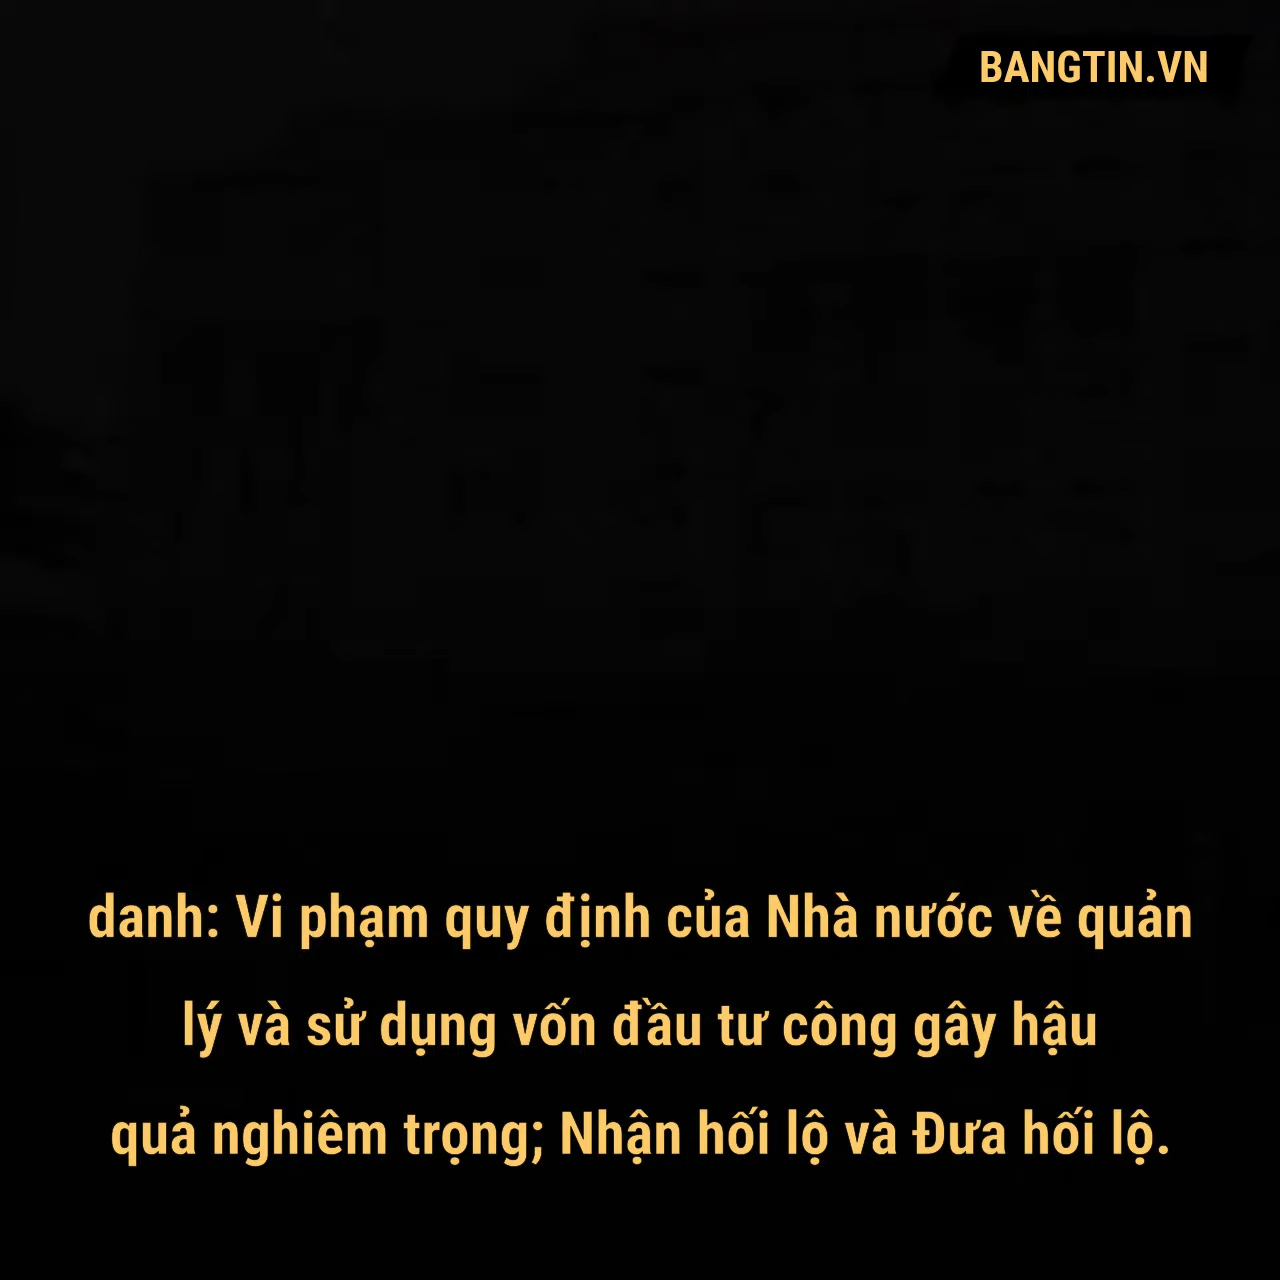 BANGTIN.VN
danh: Vi phạm quy định của Nhà nước về quản
lý và sử dụng vốn đầu tư công gây hậu
quả nghiêm trọng; Nhận hối lộ và Đưa hối lộ.